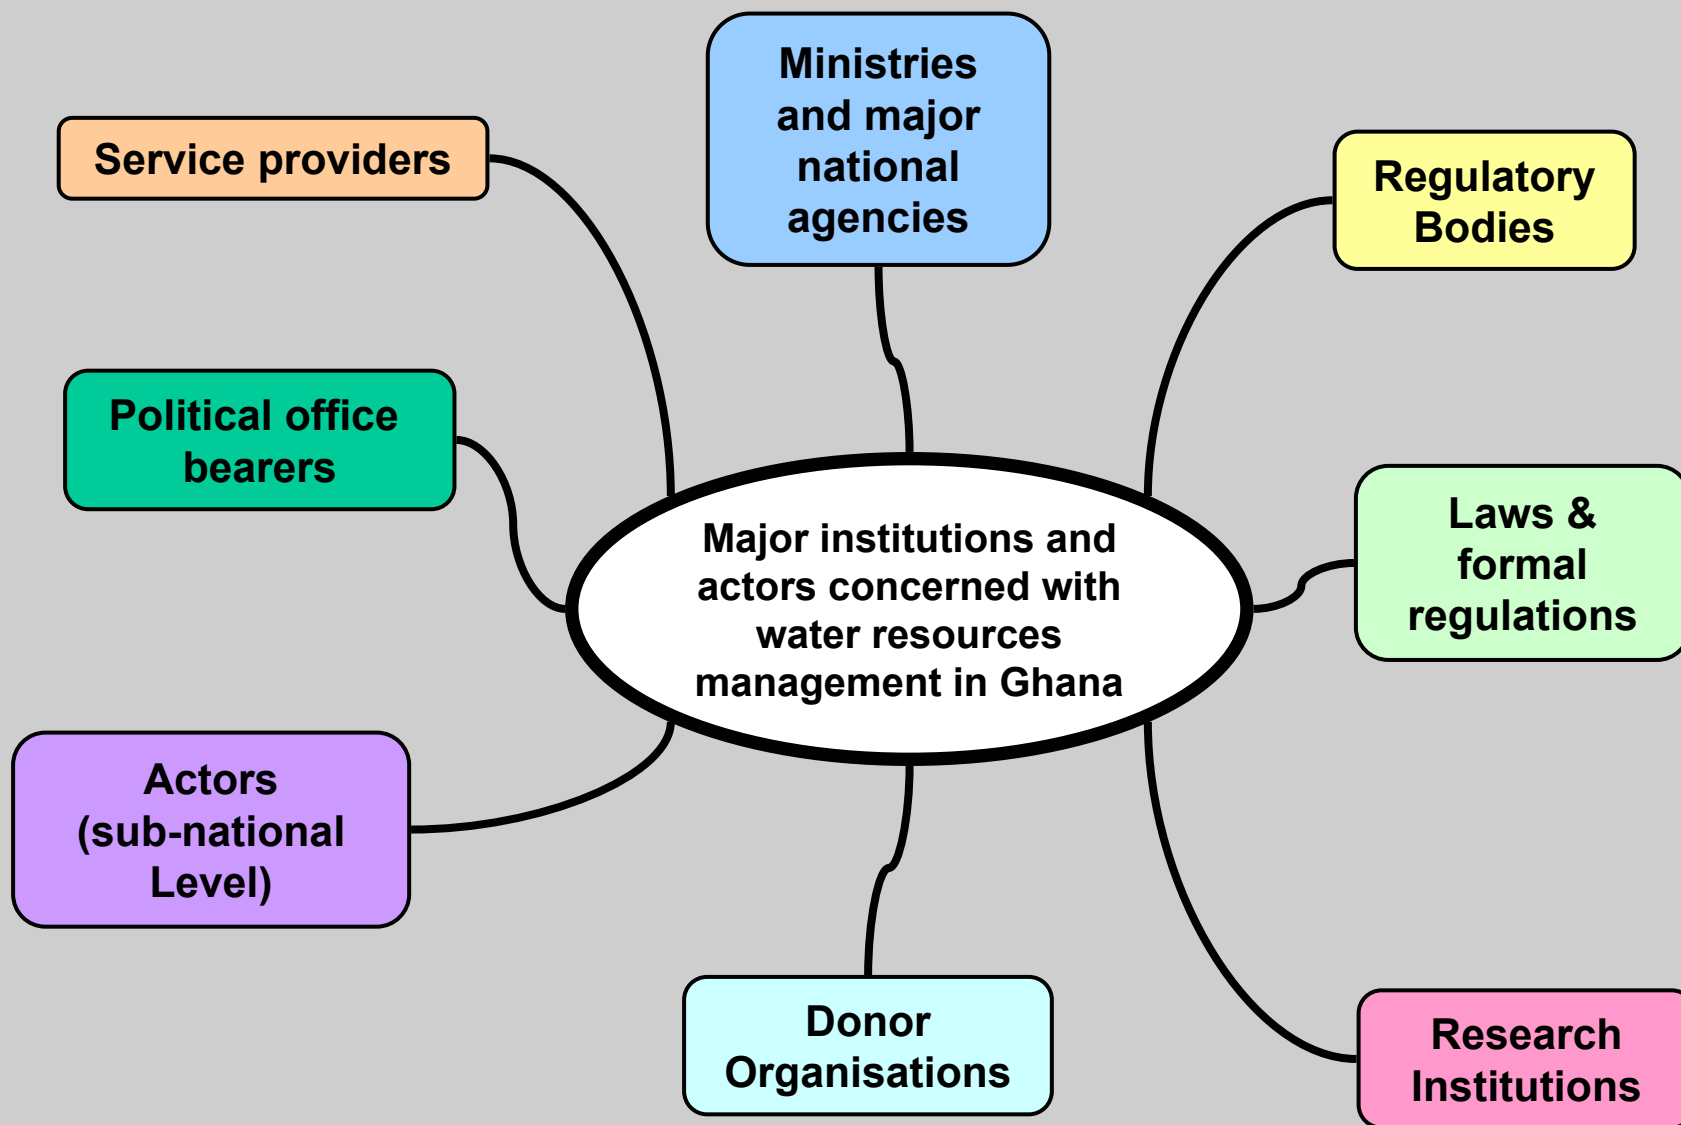 Ministries
and major
national
agencies
Service providers
Regulatory
Bodies
Political office
bearers
Laws &
formal
regulations
Major institutions and
actors concerned with
water resources
management in Ghana
Actors
(sub-national
Level)
Donor
Organisations
Research
Institutions